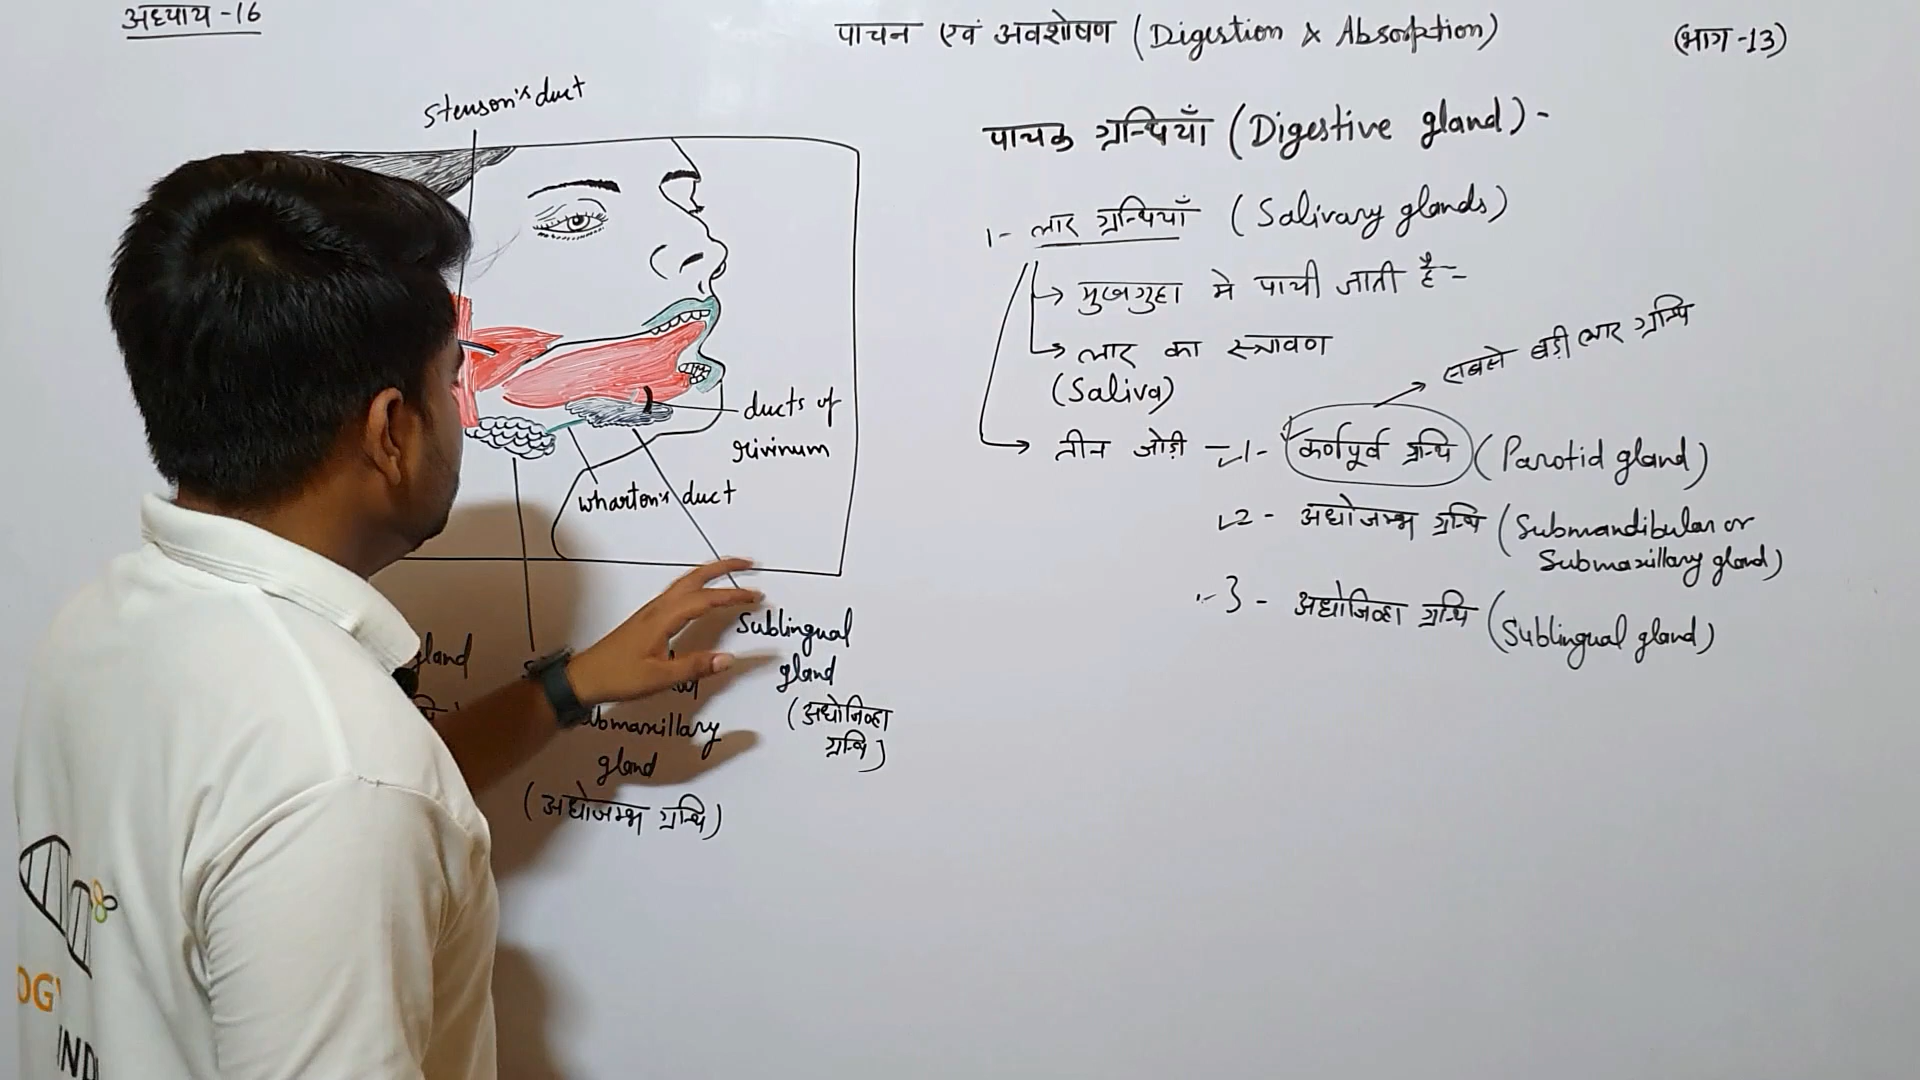 अध्याय -16
पाचन एवं अवशोषण (Digestion & Absorption)
(भाग -13)
Stenson's duct
ducts of
rivinum
Wharton's duct
gland
Sublingual
gland
(अधोजिव्हा
ग्रन्थि)
submaxillary
gland
(अधोजम्भ ग्रन्थि)
पाचक ग्रन्थियाँ (Digestive gland) -
1- लार ग्रन्थियाँ (Salivary glands)
→ मुखगुहा मे पायी जाती है -
→ लार का स्त्रावण
(Saliva)
सबसे बड़ी लार ग्रन्थि
→ तीन जोड़ी - 1- कर्णपूर्व ग्रन्थि (Parotid gland)
2 - अधोजम्भ ग्रन्थि (Submandibular or
Submaxillary gland)
3 - अधोजिव्हा ग्रन्थि (Sublingual gland)
IND